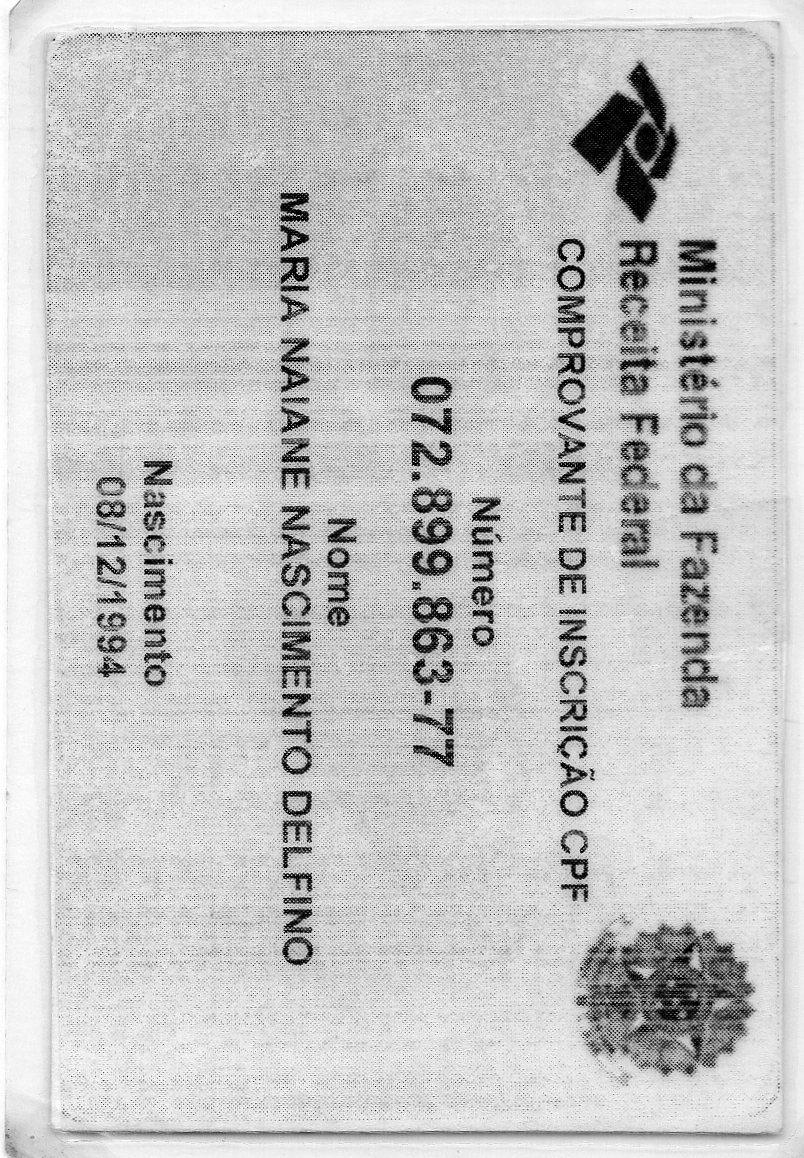 Ministério da Fazenda
Receita Federal
COMPROVANTE DE INSCRIÇÃO CPF
Número
072.899.863-77
Nome
MARIA NAIANE NASCIMENTO DELFINO
Nascimento
08/12/1994